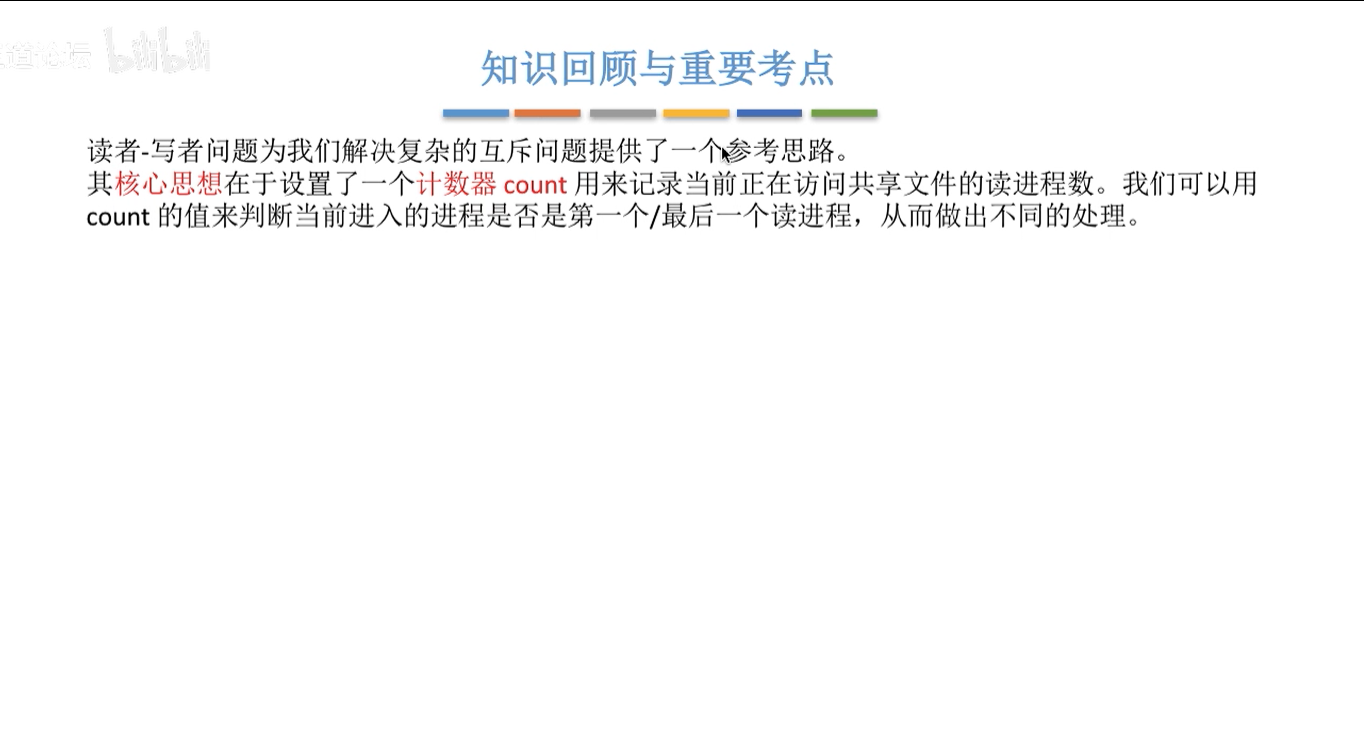 道论坛 bilibili
知识回顾与重要考点
读者-写者问题为我们解决复杂的互斥问题提供了一个参考思路。
其核心思想在于设置了一个计数器 count 用来记录当前正在访问共享文件的读进程数。我们可以用
count 的值来判断当前进入的进程是否是第一个/最后一个读进程，从而做出不同的处理。